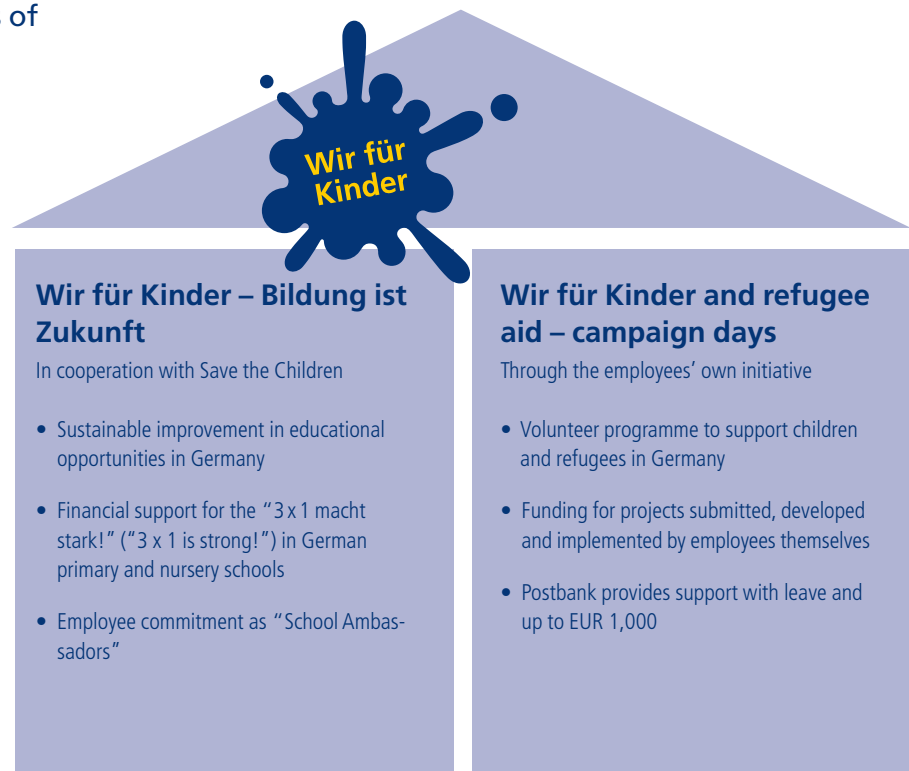 of
Wir für
Kinder
Wir für Kinder – Bildung ist
Zukunft
In cooperation with Save the Children
• Sustainable improvement in educational
opportunities in Germany
• Financial support for the “3 x 1 macht
stark!” (“3 x 1 is strong!”) in German
primary and nursery schools
• Employee commitment as “School Ambas-
sadors”
Wir für Kinder and refugee
aid – campaign days
Through the employees’ own initiative
• Volunteer programme to support children
and refugees in Germany
• Funding for projects submitted, developed
and implemented by employees themselves
• Postbank provides support with leave and
up to EUR 1,000